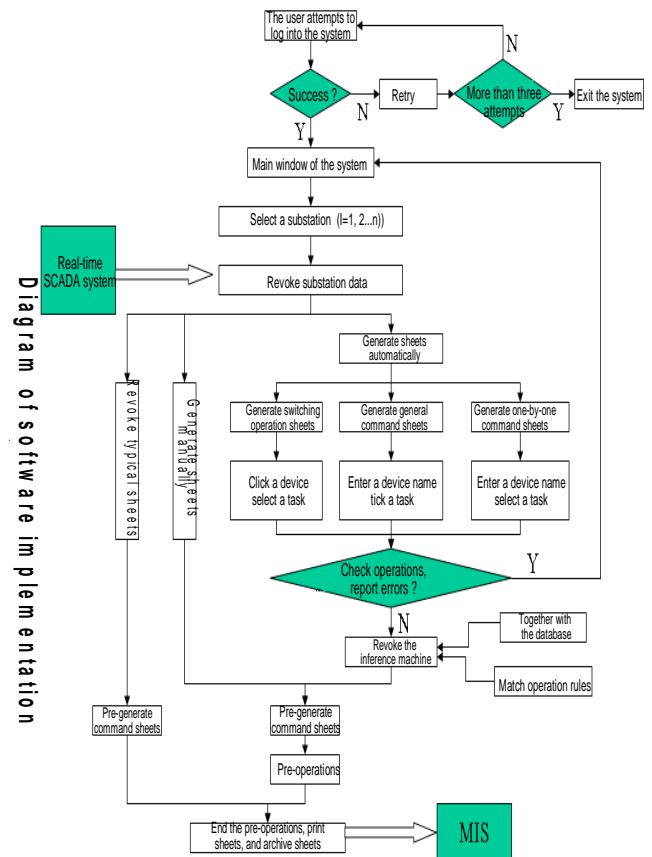 The user attempts to
log into the system
N
Success ?
N
Retry
More than three
attempts
Y
Exit the system
Y
Main window of the system
Select a substation (I=1, 2...n))
Real-time
SCADA system
Revoke substation data
Diagram of software implementation
Generate sheets
automatically
Revoke typical sheets
Generate sheets
manually
Generate switching
operation sheets
Generate general
command sheets
Generate one-by-one
command sheets
Click a device
select a task
Enter a device name
tick a task
Enter a device name
select a task
Check operations,
report errors ?
Y
N
Together with
the database
Revoke the
inference machine
Match operation rules
Pre-generate
command sheets
Pre-generate
command sheets
Pre-operations
End the pre-operations, print
sheets, and archive sheets
MIS